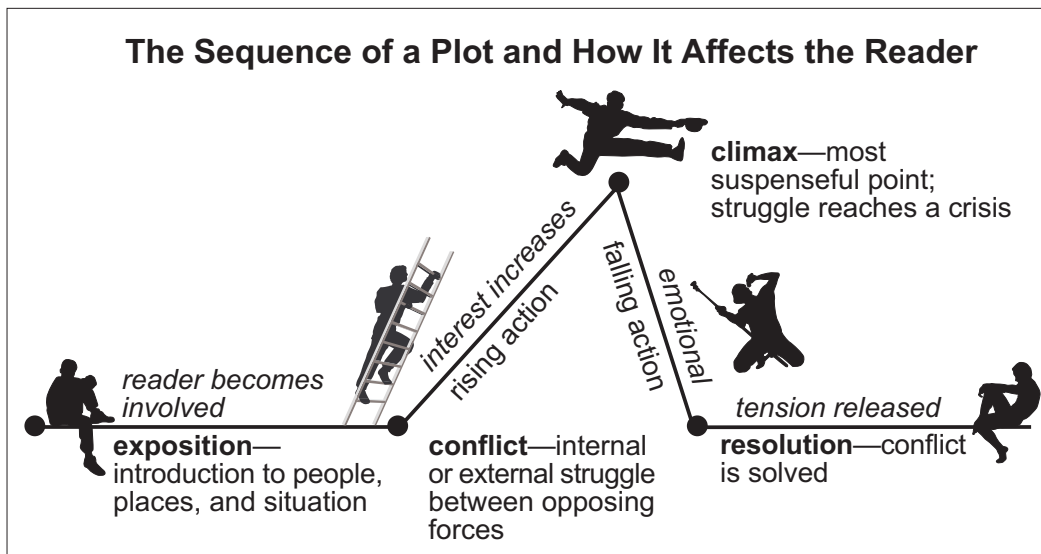 The Sequence of a Plot and How It Affects the Reader
climax—most
suspenseful point;
struggle reaches a crisis
interest increases
rising action
falling action
emotional
reader becomes
involved
exposition—
introduction to people,
places, and situation
conflict—internal
or external struggle
between opposing
forces
tension released
resolution—conflict
is solved